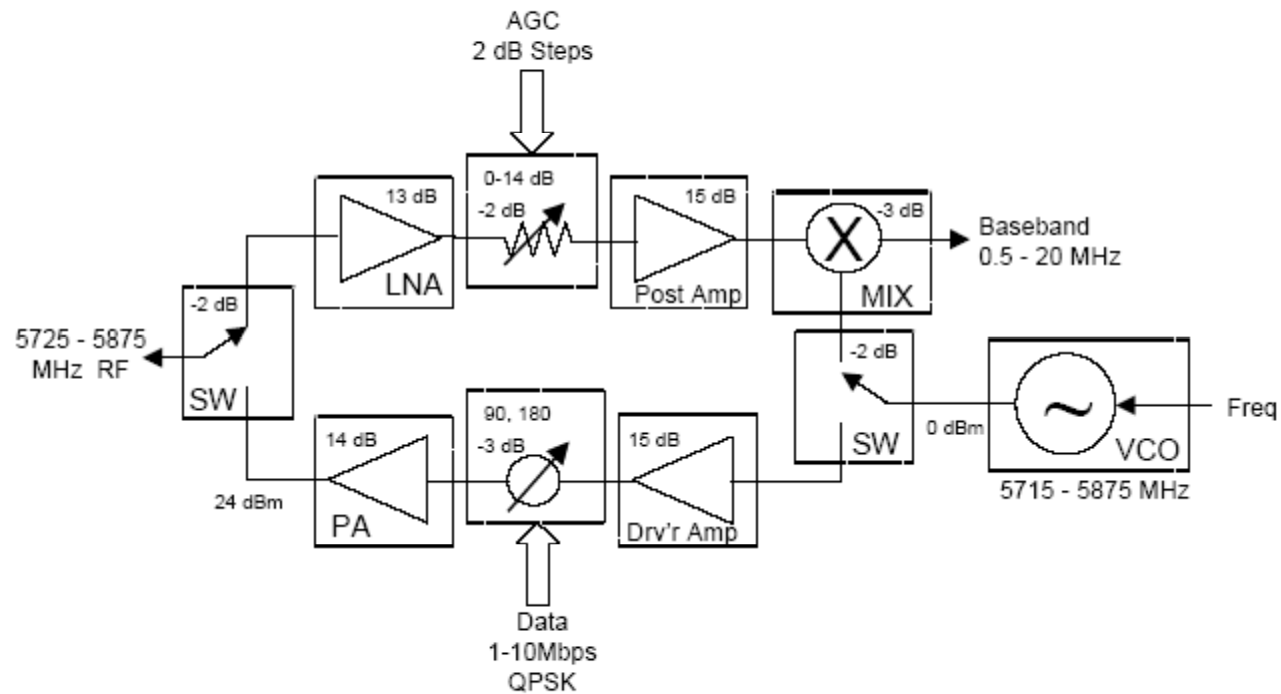 AGC
2 dB Steps
13 dB
LNA
0-14 dB
-2 dB
15 dB
Post Amp
X
-3 dB
MIX
Baseband
0.5 - 20 MHz
-2 dB
SW
5725 - 5875
MHz RF
-2 dB
SW
0 dBm
~
VCO
Freq
5715 - 5875 MHz
14 dB
PA
24 dBm
90, 180
-3 dB
15 dB
Drv'r Amp
Data
1-10Mbps
QPSK